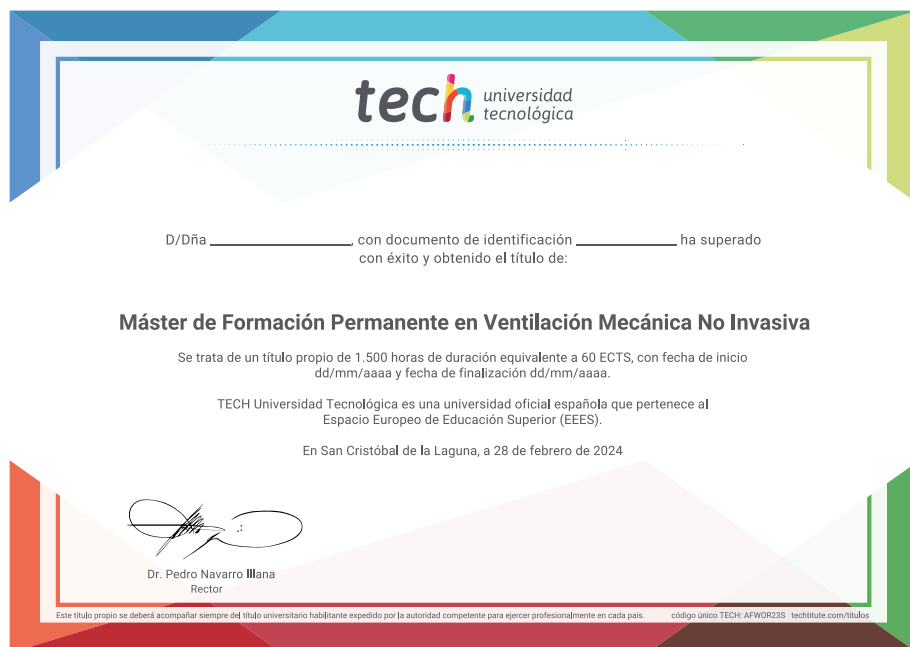 tech universidad
tecnológica
D/Dña ________________, con documento de identificación ____________ ha superado
con éxito y obtenido el título de:
Máster de Formación Permanente en Ventilación Mecánica No Invasiva
Se trata de un título propio de 1.500 horas de duración equivalente a 60 ECTS, con fecha de inicio
dd/mm/aaaa y fecha de finalización dd/mm/aaaa.
TECH Universidad Tecnológica es una universidad oficial española que pertenece al
Espacio Europeo de Educación Superior (EEES).
En San Cristóbal de la Laguna, a 28 de febrero de 2024
Dr. Pedro Navarro Illana
Rector
Este título propio se deberá acompañar siempre del título universitario habilitante expedido por la autoridad competente para ejercer profesionalmente en cada país. código único TECH: AFWOR23S techtitute.com/titulos